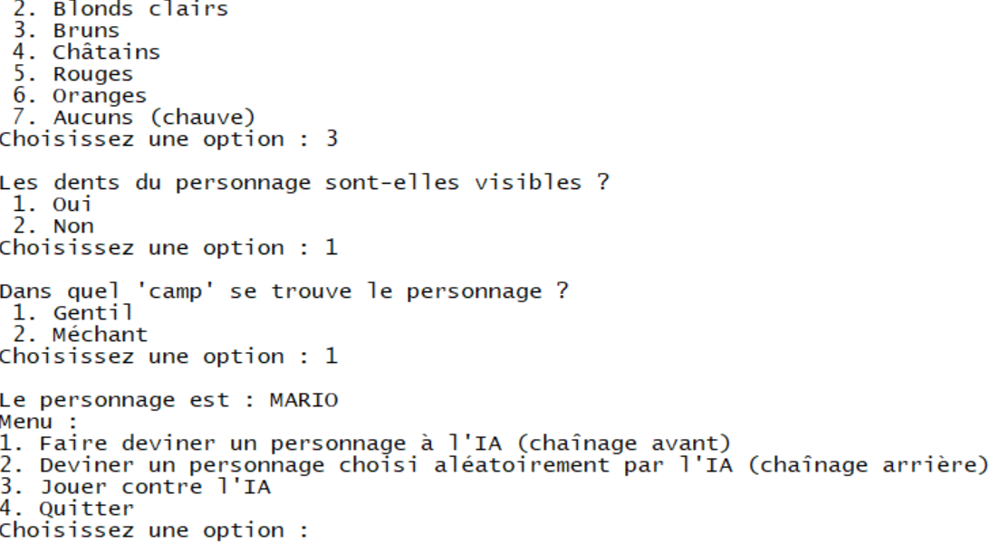 2. Blonds clairs
3. Bruns
4. Châtains
5. Rouges
6. Oranges
7. Aucuns (chauve)
Choisissez une option : 3
Les dents du personnage sont-elles visibles ?
1. Oui
2. Non
Choisissez une option : 1
Dans quel 'camp' se trouve le personnage ?
1. Gentil
2. Méchant
Choisissez une option : 1
Le personnage est : MARIO
Menu :
1. Faire deviner un personnage à l'IA (chaînage avant)
2. Deviner un personnage choisi aléatoirement par l'IA (chaînage arrière)
3. Jouer contre l'IA
4. Quitter
Choisissez une option :